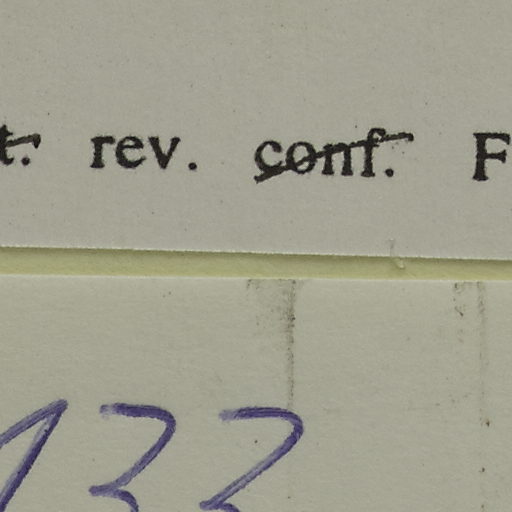 t. rev. conf. F
133